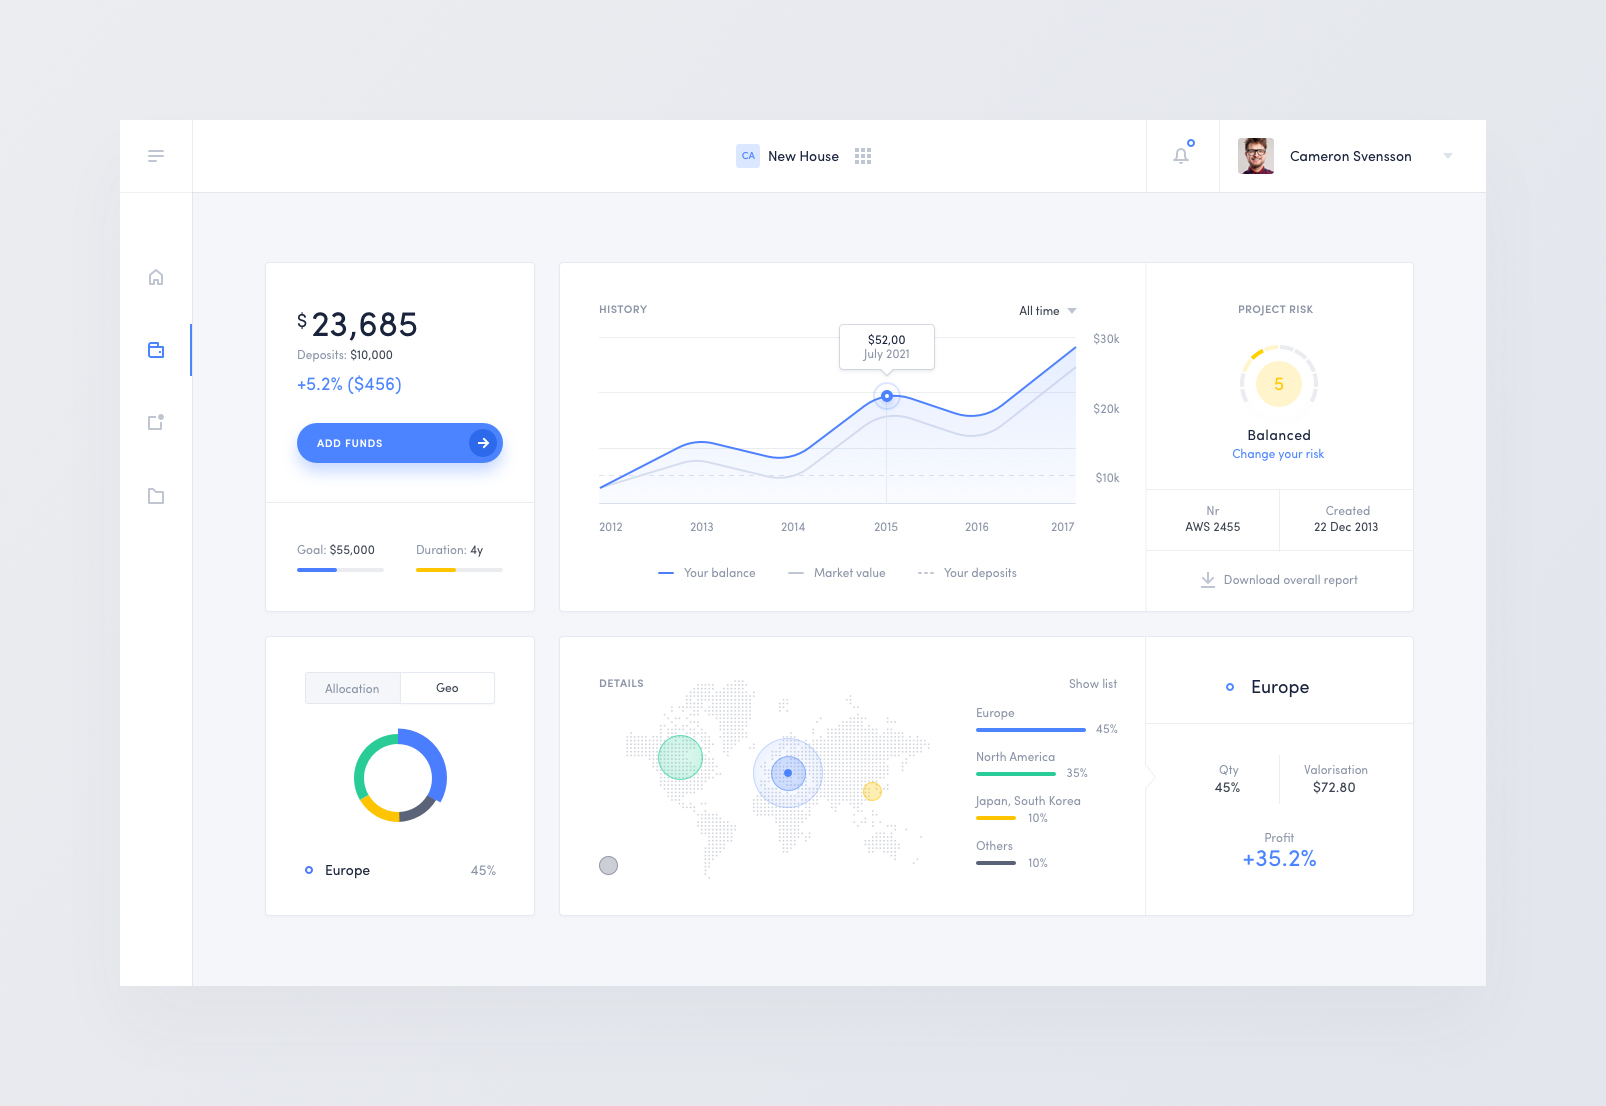 CA New House
Cameron Svensson
$23,685
Deposits: $10,000
+5.2% ($456)
ADD FUNDS
Goal: $55,000
Duration: 4y
HISTORY
All time
$52,00
July 2021
$30k
$20k
$10k
2012 2013 2014 2015 2016 2017
Your balance
Market value
Your deposits
PROJECT RISK
5
Balanced
Change your risk
Nr
AWS 2455
Created
22 Dec 2013
Download overall report
Allocation
Geo
Europe 45%
DETAILS
Show list
Europe
45%
North America
35%
Japan, South Korea
10%
Others
10%
Europe
Qty
45%
Valorisation
$72.80
Profit
+35.2%